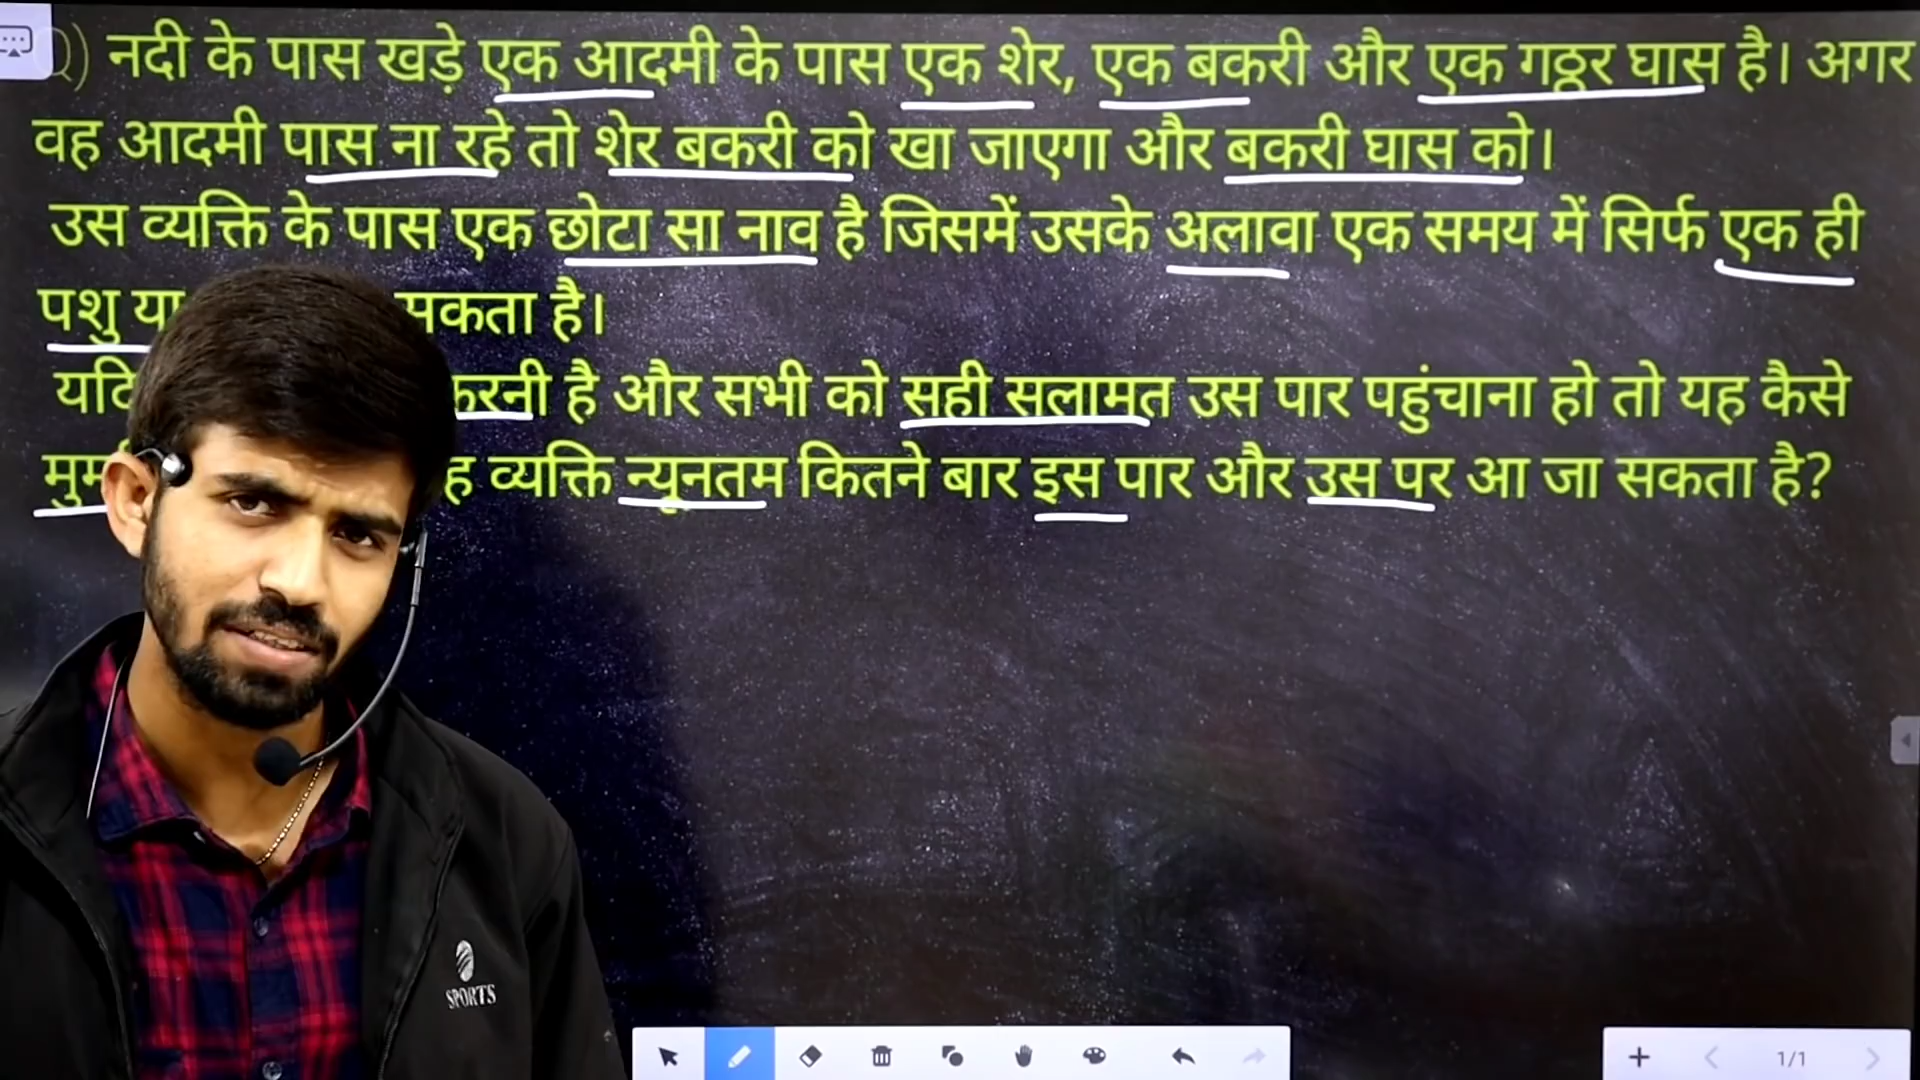 Q) नदी के पास खड़े एक आदमी के पास एक शेर, एक बकरी और एक गठ्ठर घास है। अगर
वह आदमी पास ना रहे तो शेर बकरी को खा जाएगा और बकरी घास को।
उस व्यक्ति के पास एक छोटा सा नाव है जिसमें उसके अलावा एक समय में सिर्फ एक ही
पशु या सकता है।
करनी है और सभी को सही सलामत उस पार पहुंचाना हो तो यह कैसे
व्यक्ति न्यूनतम कितने बार इस पार और उस पर आ जा सकता है?
SPORTS
1/1